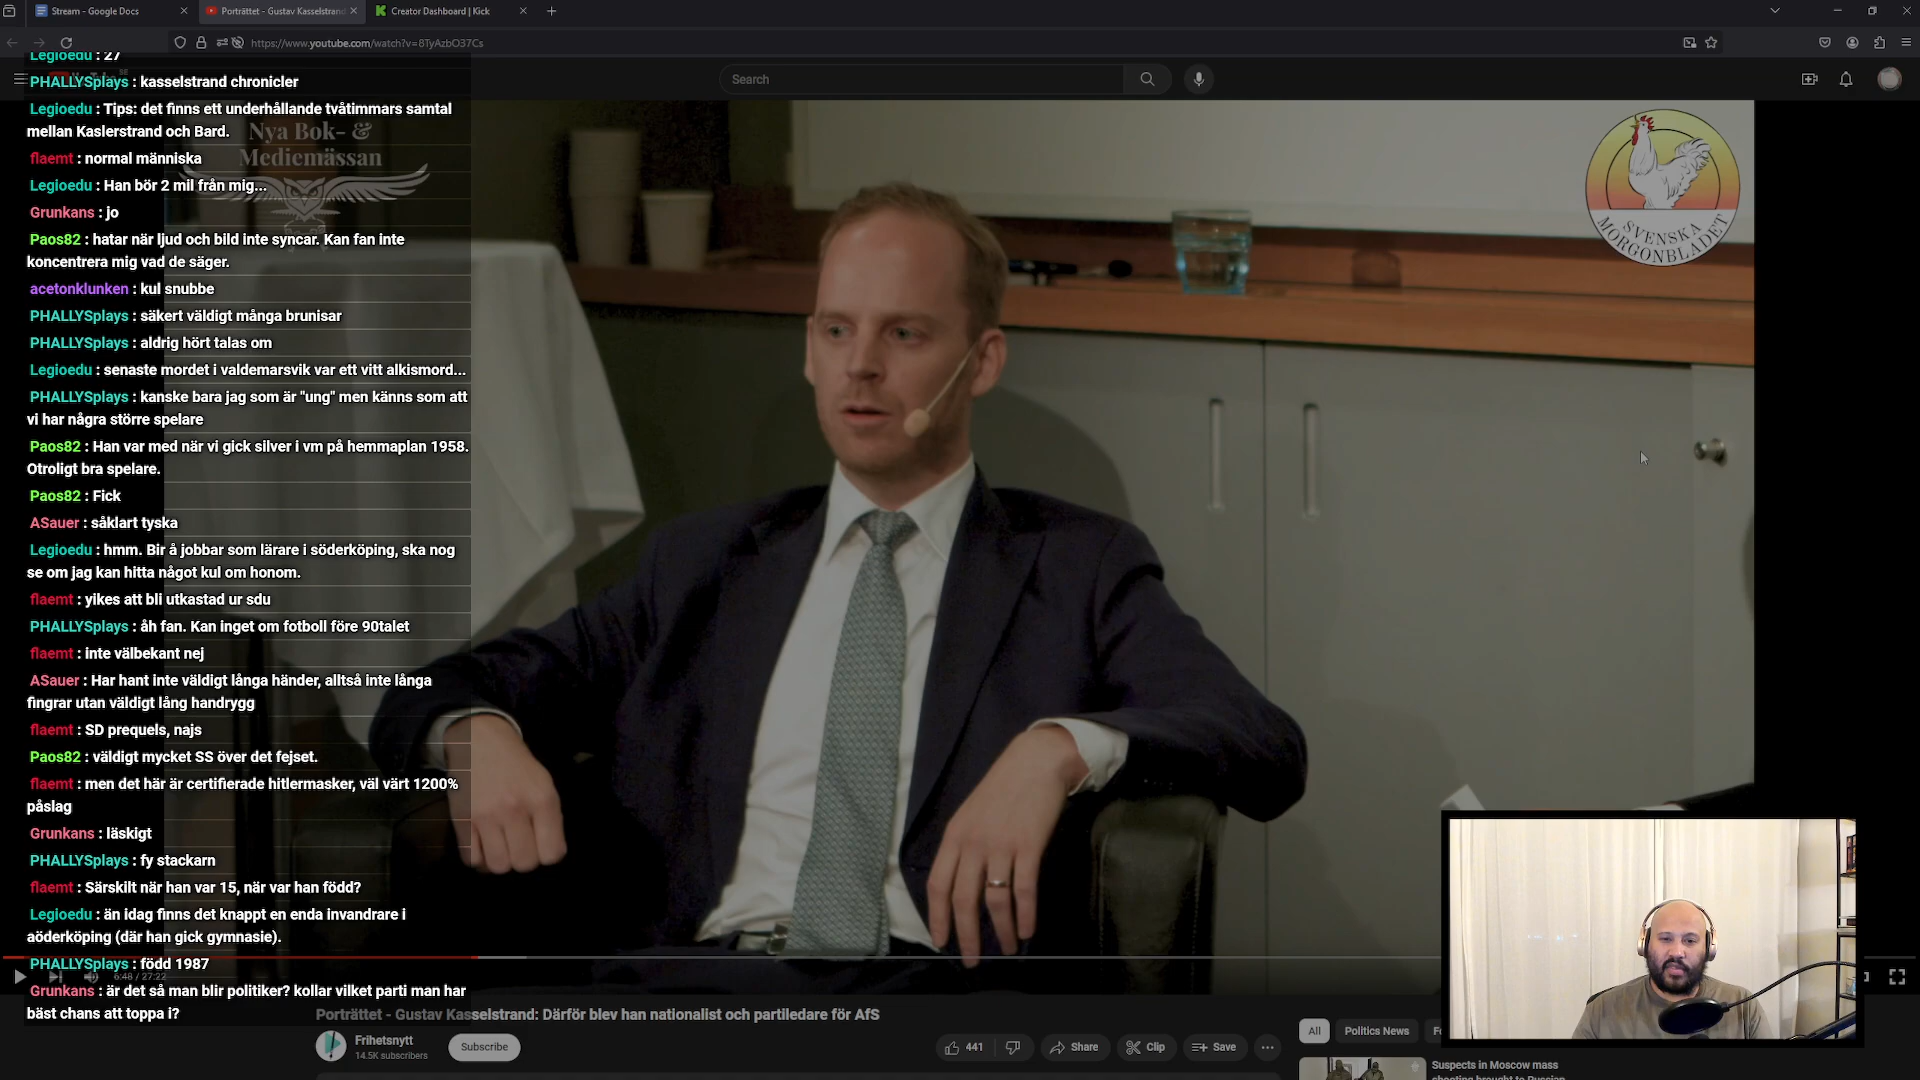 Stream - Google Docs
Porträttet - Gustav Kasselstrand
Creator Dashboard | Kick
https://www.youtube.com/watch?v=8TyAzbO37Cs
Search
Legioedu : 27
PHALLYSplays : kasselstrand chronicler
Legioedu : Tips: det finns ett underhållande tvåtimmars samtal
mellan Kaslerstrand och Bard.
Nya Bok- &
Mediemässan
flaemt : normal människa
Legioedu : Han bör 2 mil från mig...
Grunkans : jo
Paos82 : hatar när ljud och bild inte syncar. Kan fan inte
koncentrera mig vad de säger.
acetonklunken : kul snubbe
PHALLYSplays : säkert väldigt många brunisar
PHALLYSplays : aldrig hört talas om
Legioedu : senaste mordet i valdemarsvik var ett vitt alkismord...
PHALLYSplays : kanske bara jag som är "ung" men känns som att
vi har några större spelare
Paos82 : Han var med när vi gick silver i vm på hemmaplan 1958.
Otroligt bra spelare.
Paos82 : Fick
ASauer : såklart tyska
Legioedu : hmm. Bir å jobbar som lärare i söderköping, ska nog
se om jag kan hitta något kul om honom.
flaemt : yikes att bli utkastad ur sdu
PHALLYSplays : åh fan. Kan inget om fotboll före 90talet
flaemt : inte välbekant nej
ASauer : Har hant inte väldigt långa händer, alltså inte långa
fingrar utan väldigt lång handrygg
flaemt : SD prequels, najs
Paos82 : väldigt mycket SS över det fejset.
flaemt : men det här är certifierade hitlermasker, väl värt 1200%
påslag
Grunkans : läskigt
PHALLYSplays : fy stackarn
flaemt : Särskilt när han var 15, när var han född?
Legioedu : än idag finns det knappt en enda invandrare i
aöderköping (där han gick gymnasie).
PHALLYSplays : född 1987
6:48 / 27:22
Grunkans : är det så man blir politiker? kollar vilket parti man har
bäst chans att toppa i?
SVENSKA
MORGONBLADET
Porträttet - Gustav Kasselstrand: Därför blev han nationalist och partiledare för AfS
Frihetsnytt
14.5K subscribers
Subscribe
441
Share
Clip
Save
All
Politics News
Suspects in Moscow mass
shooting brought to Russian